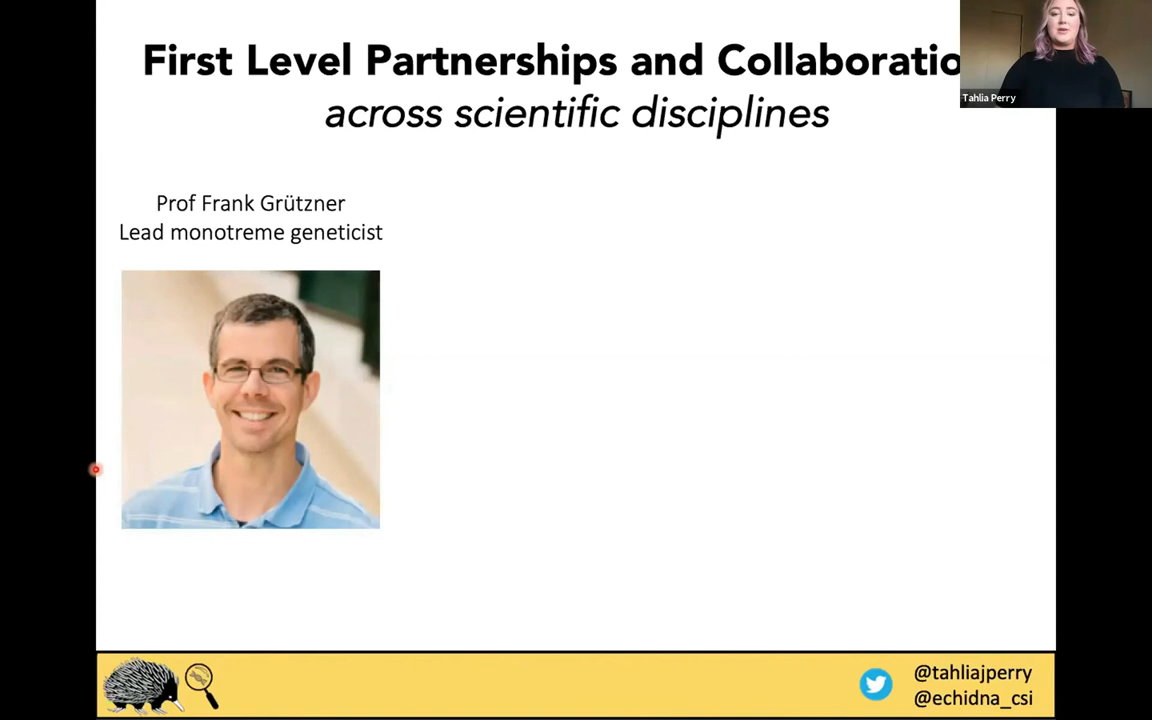 First Level Partnerships and Collaboratio
across scientific disciplines
Tahlia Perry
Prof Frank Grützner
Lead monotreme geneticist
@tahliajperry
@echidna_csi